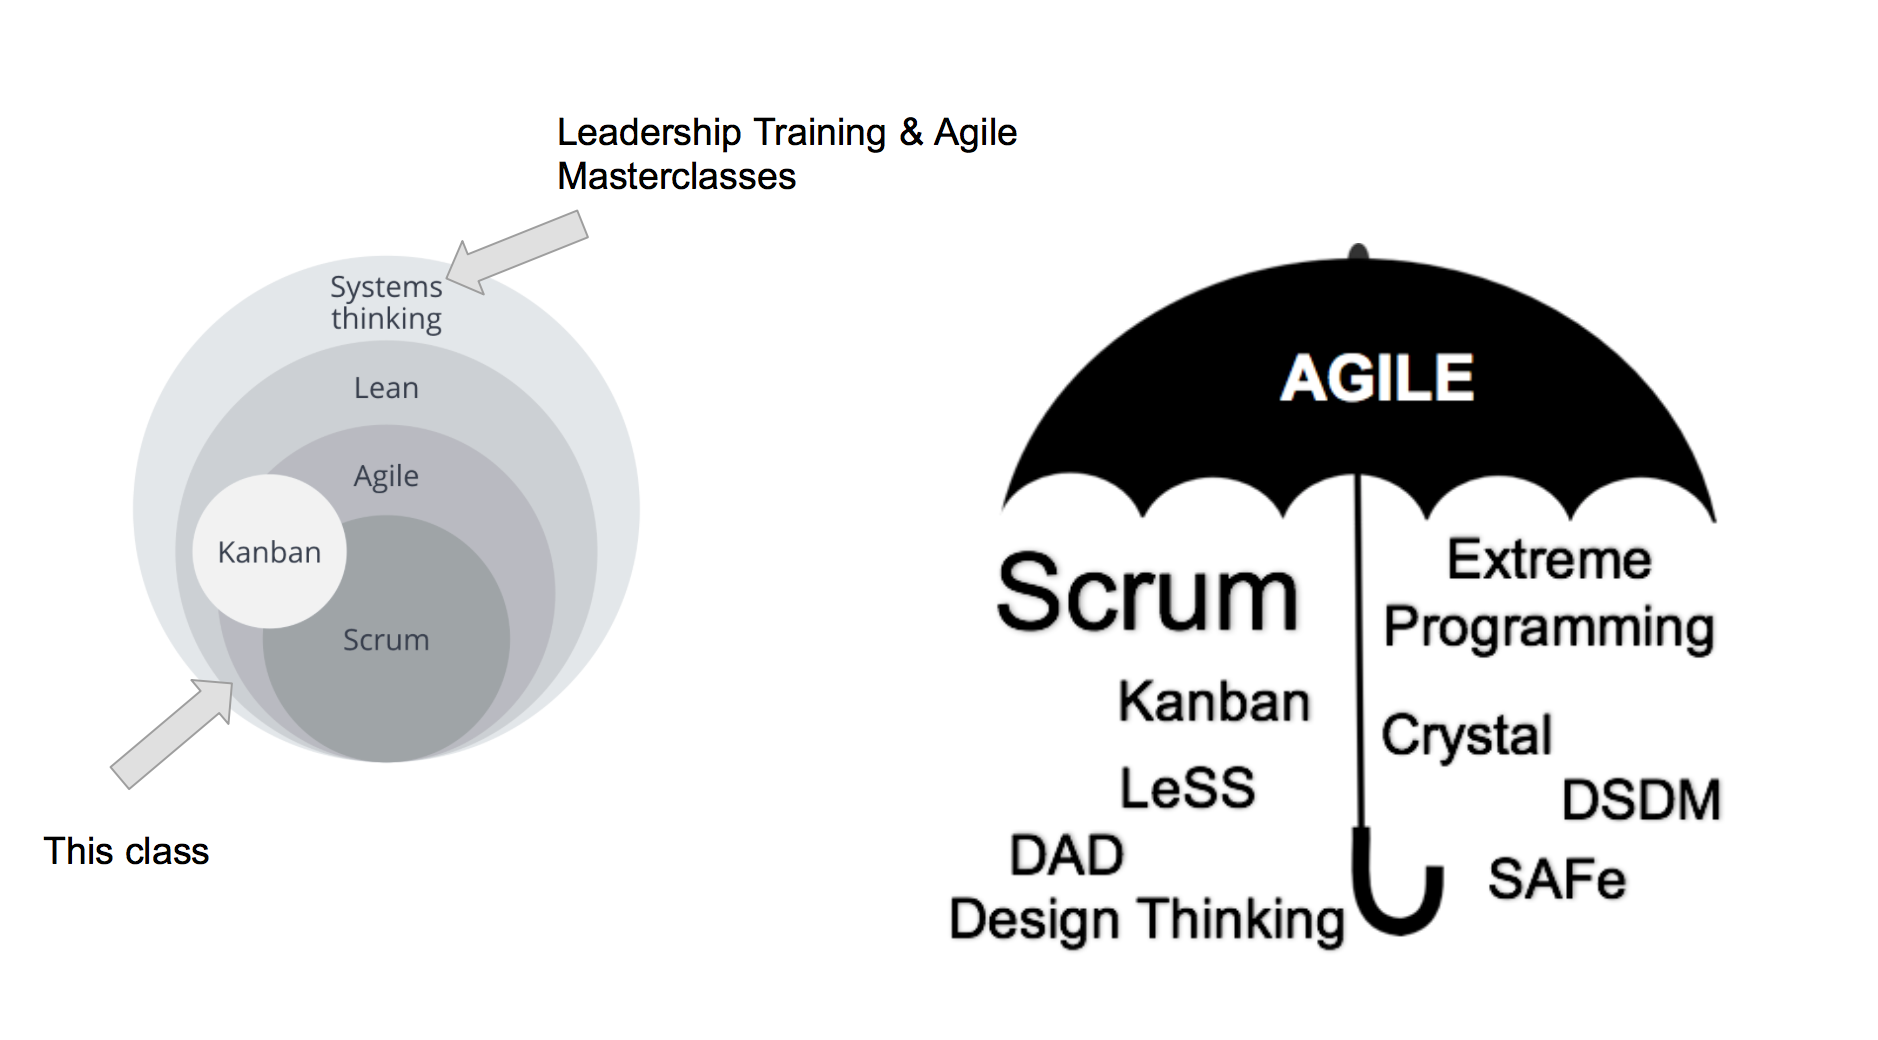 Leadership Training & Agile
Masterclasses
Systems
thinking
Lean
Agile
Kanban
Scrum
This class
AGILE
Scrum
Kanban
LeSS
DAD
Design Thinking
Extreme
Programming
Crystal
DSDM
SAFe